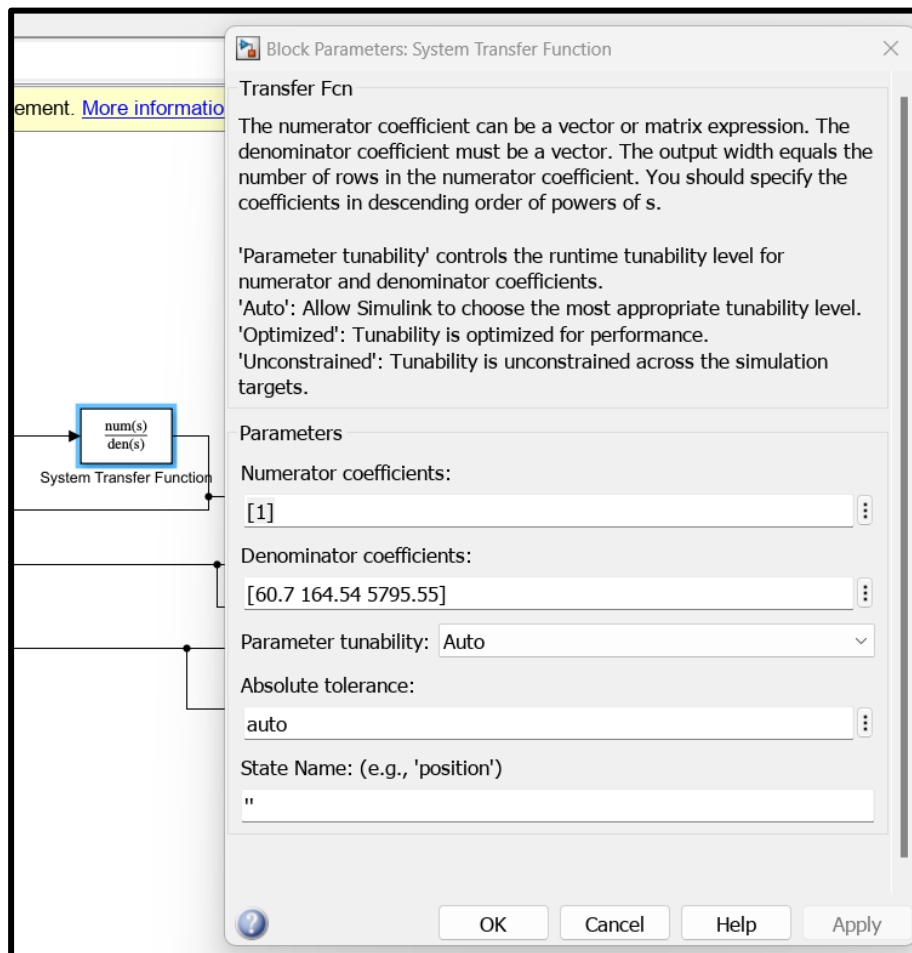 Block Parameters: System Transfer Function
ement. More informatio
Transfer Fcn
The numerator coefficient can be a vector or matrix expression. The
denominator coefficient must be a vector. The output width equals the
number of rows in the numerator coefficient. You should specify the
coefficients in descending order of powers of s.
'Parameter tunability' controls the runtime tunability level for
numerator and denominator coefficients.
'Auto': Allow Simulink to choose the most appropriate tunability level.
'Optimized': Tunability is optimized for performance.
'Unconstrained': Tunability is unconstrained across the simulation
targets.
num(s)
den(s)
System Transfer Function
Parameters
Numerator coefficients:
[1]
Denominator coefficients:
[60.7 164.54 5795.55]
Parameter tunability: Auto
Absolute tolerance:
auto
State Name: (e.g., 'position')
''
OK Cancel Help Apply